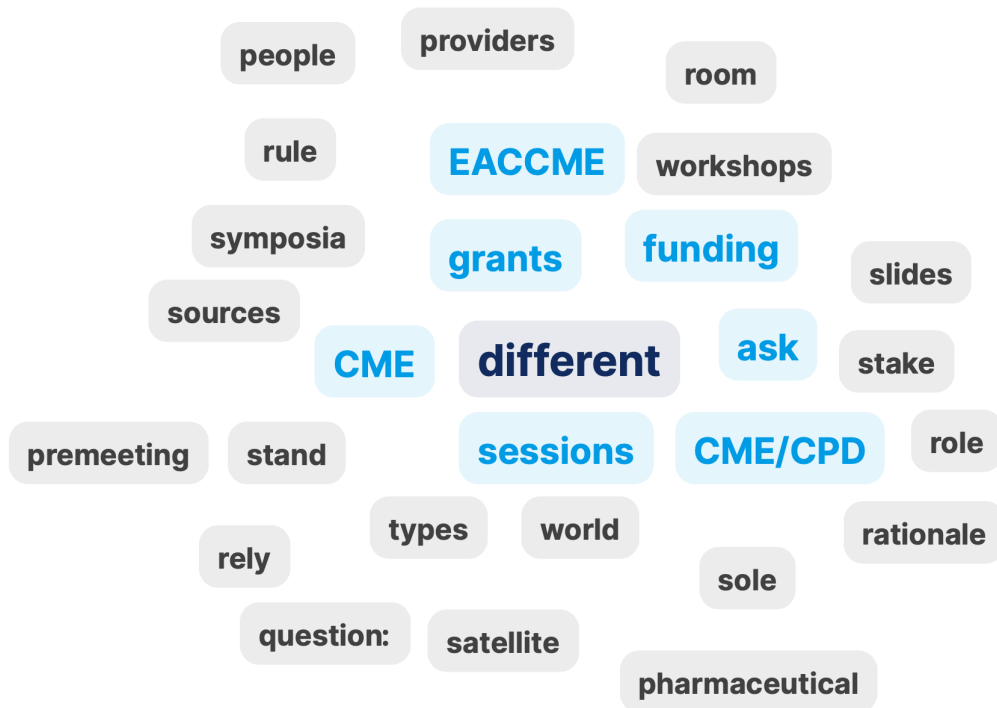 people
providers
room
rule
EACCME
workshops
symposia
grants
funding
slides
sources
CME
different
ask
stake
premeeting
stand
sessions
CME/CPD
role
types
world
rationale
rely
sole
question:
satellite
pharmaceutical